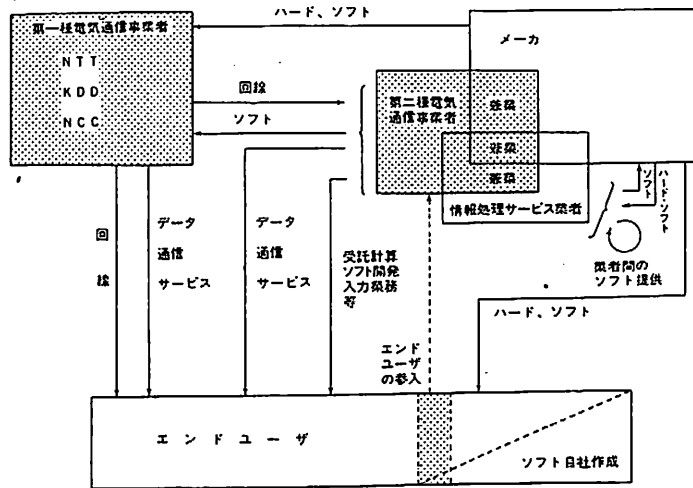 ハード、ソフト
第一種電気通信事業者
NTT
KDD
NCC
メーカ
回線
ソフト
第二種電気
通信事業者
兼業
兼業
兼業
情報処理サービス業者
ソフト
ハード・ソフト
業者間の
ソフト提供
回線
データ
通信
サービス
データ
通信
サービス
受託計算
ソフト開発
入力業務
等
エンド
ユーザ
の参入
ハード、ソフト
エンドユーザ
ソフト自社作成